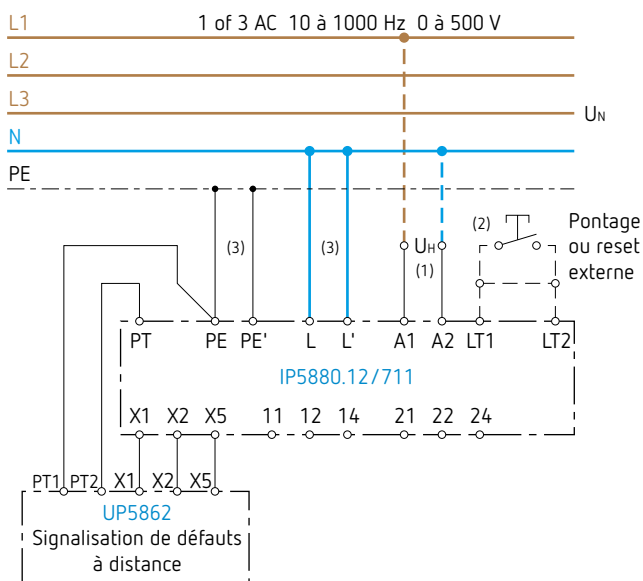 L1 1 of 3 AC 10 à 1000 Hz 0 à 500 V
L2
L3
UN
N
PE
(3) (3) UH (1) (2) Pontage
ou reset
externe
PT PE PE' L L' A1 A2 LT1 LT2
IP5880.12/711
X1 X2 X5 11 12 14 21 22 24
PT1 PT2 X1 X2 X5
UP5862
Signalisation de défauts
à distance